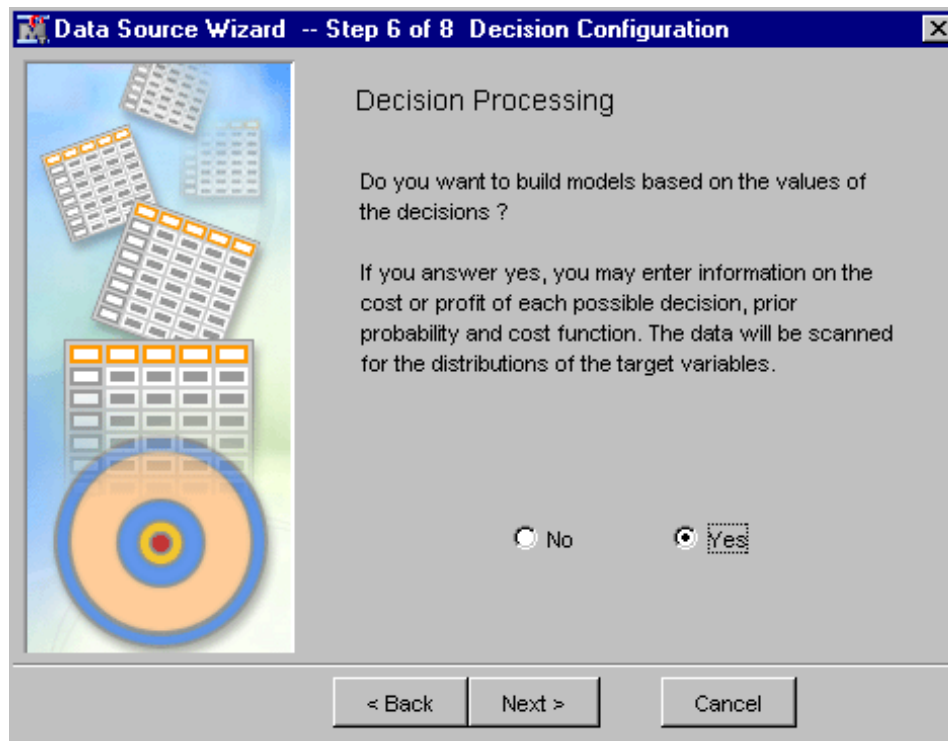 Data Source Wizard -- Step 6 of 8 Decision Configuration
Decision Processing
Do you want to build models based on the values of
the decisions ?
If you answer yes, you may enter information on the
cost or profit of each possible decision, prior
probability and cost function. The data will be scanned
for the distributions of the target variables.
No Yes
< Back Next > Cancel